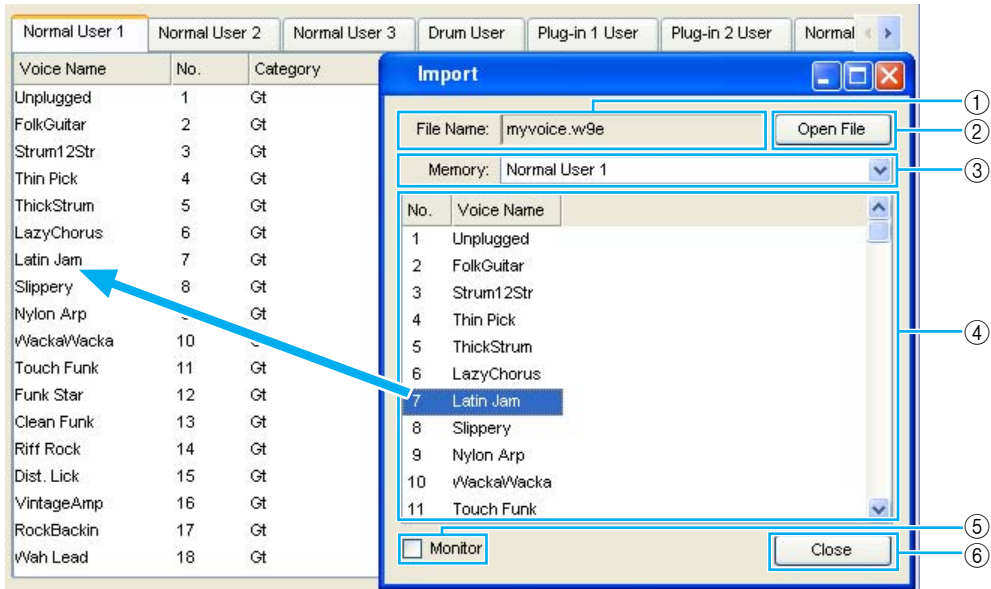 Normal User 1 Normal User 2 Normal User 3 Drum User Plug-in 1 User Plug-in 2 User Normal
Voice Name No. Category
Unplugged 1 Gt
FolkGuitar 2 Gt
Strum12Str 3 Gt
Thin Pick 4 Gt
ThickStrum 5 Gt
LazyChorus 6 Gt
Latin Jam 7 Gt
Slippery 8 Gt
Nylon Arp Gt
WackaWacka 10
Touch Funk 11 Gt
Funk Star 12 Gt
Clean Funk 13 Gt
Riff Rock 14 Gt
Dist. Lick 15 Gt
VintageAmp 16 Gt
RockBackin 17 Gt
Wah Lead 18 Gt
Import
File Name: myvoice.w9e Open File
Memory: Normal User 1
No. Voice Name
1 Unplugged
2 FolkGuitar
3 Strum12Str
4 Thin Pick
5 ThickStrum
6 LazyChorus
7 Latin Jam
8 Slippery
9 Nylon Arp
10 WackaWacka
11 Touch Funk
Monitor Close
①
②
③
④
⑤
⑥